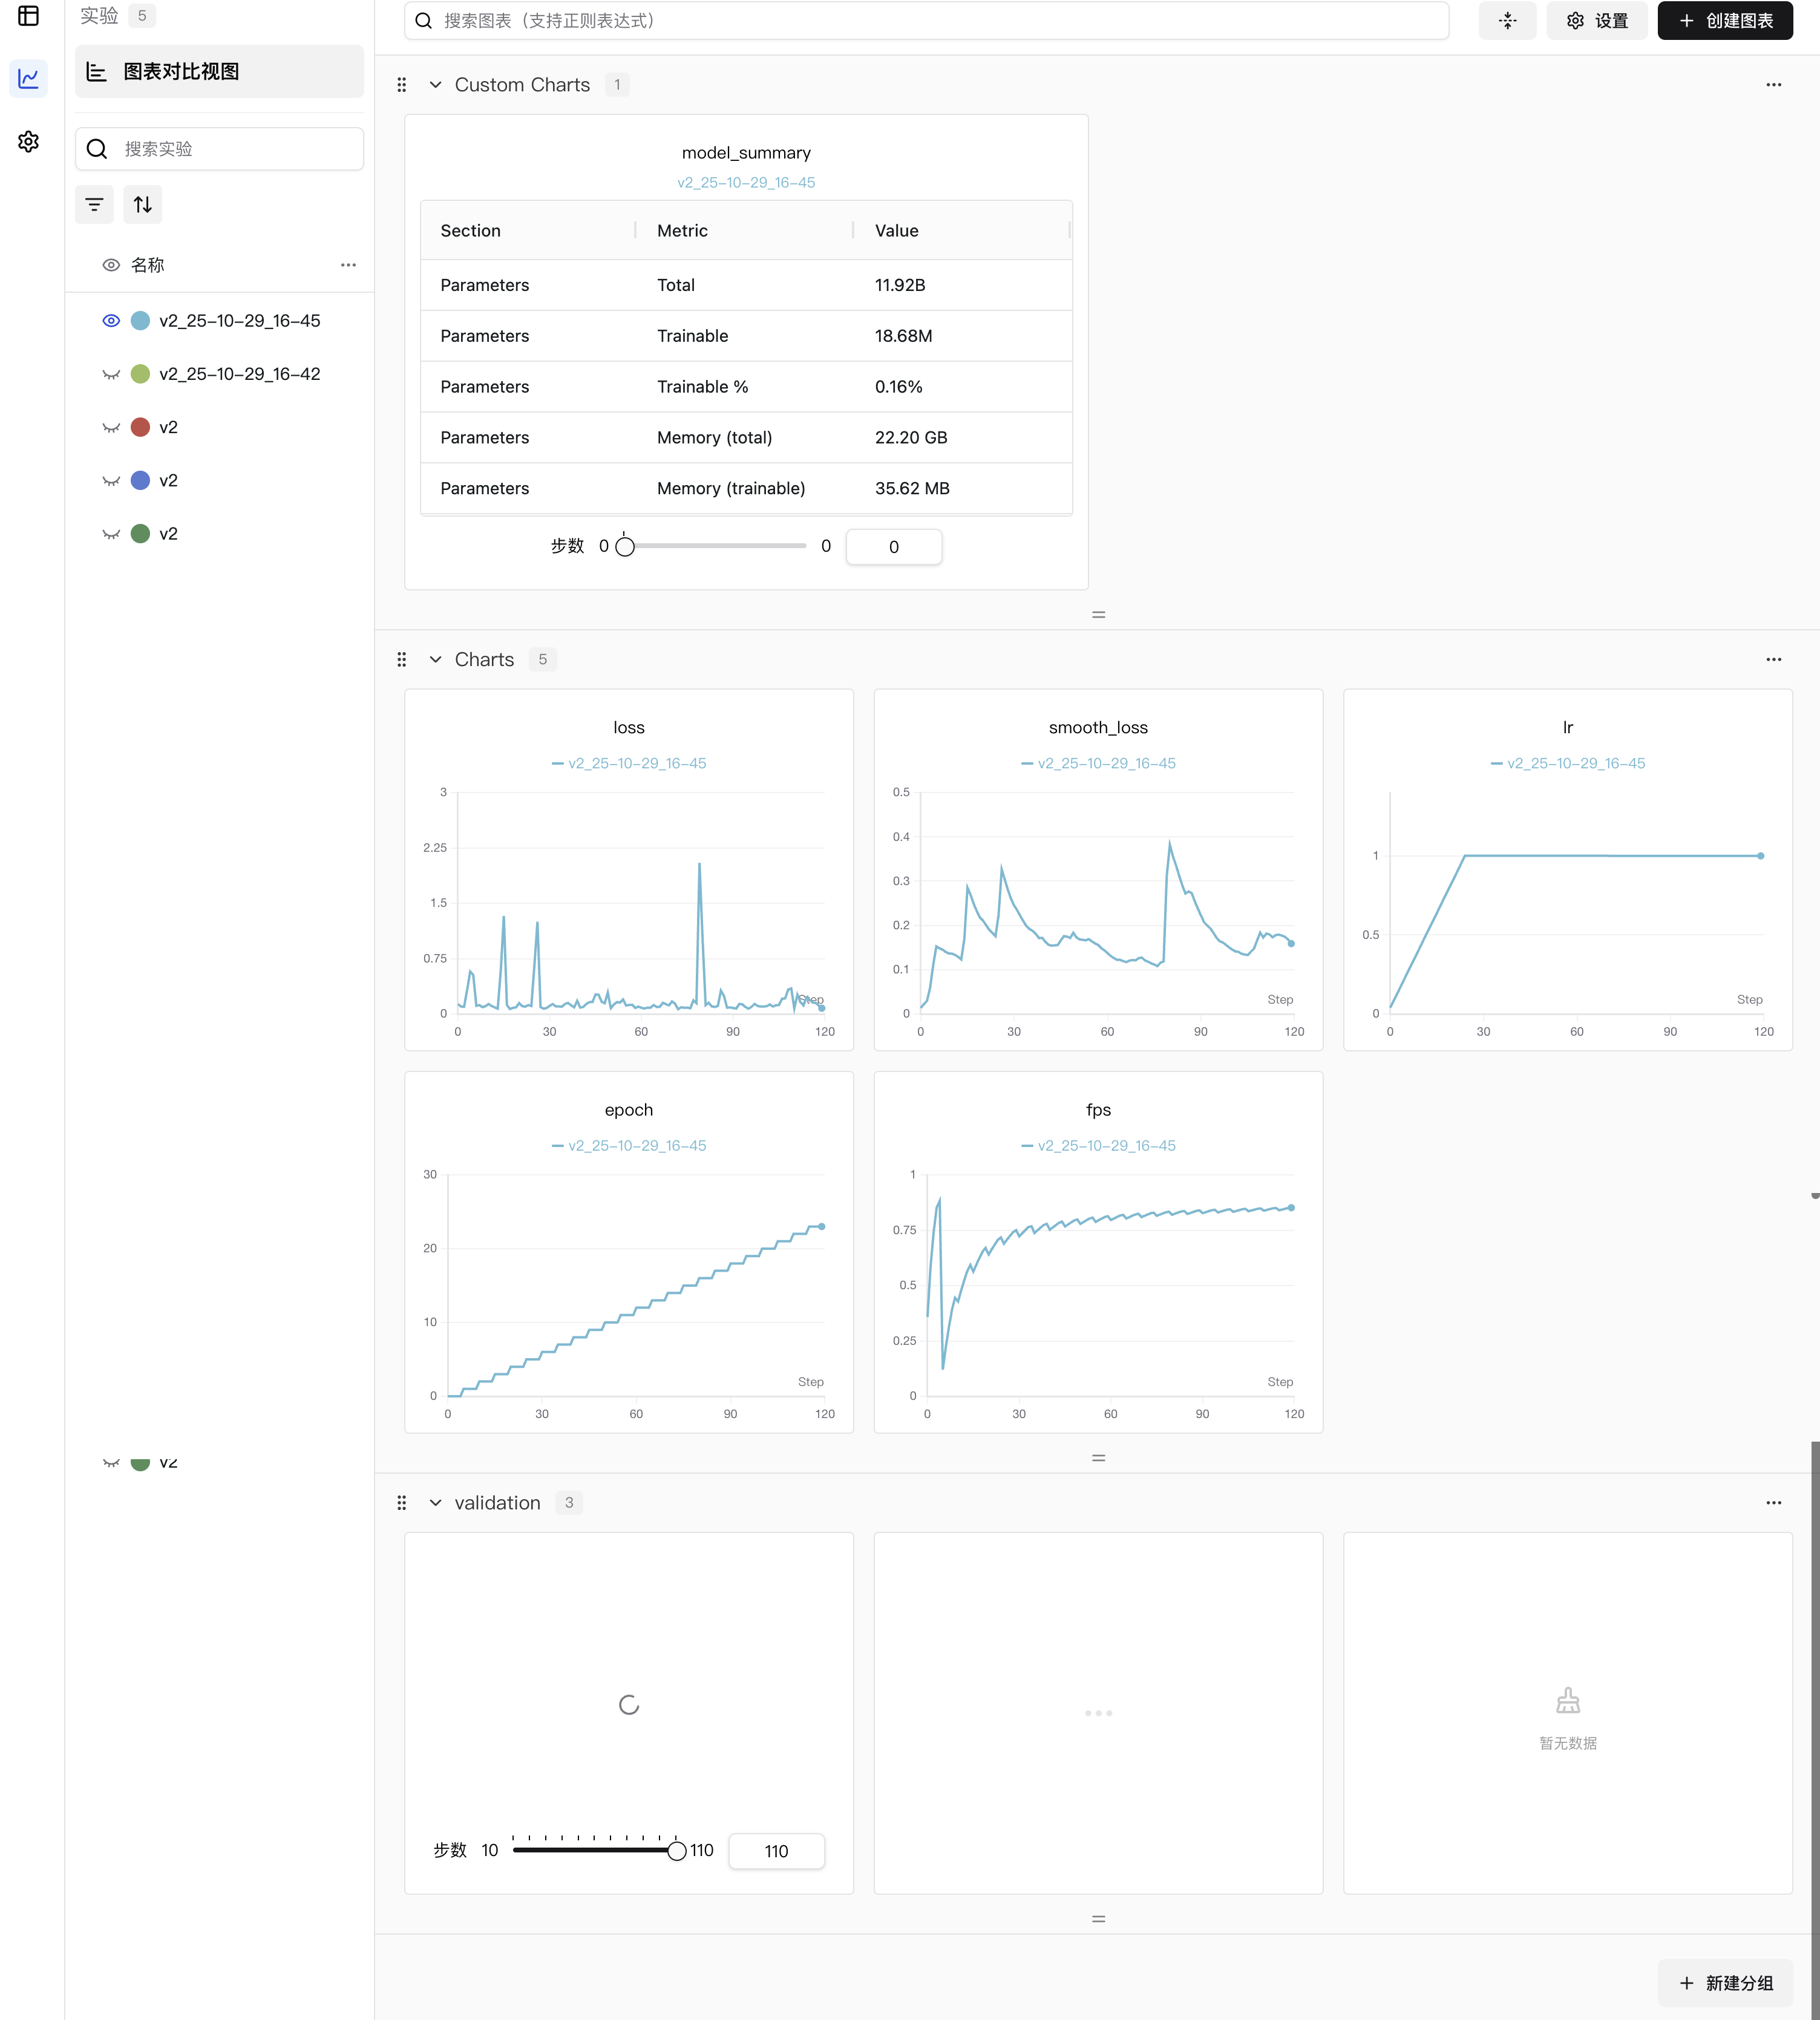 实验 5
图表对比视图
搜索实验
名称
v2_25-10-29_16-45
v2_25-10-29_16-42
v2
v2
v2
v2
搜索图表（支持正则表达式）
设置
创建图表
Custom Charts 1
model_summary
v2_25-10-29_16-45
Section Metric Value
Parameters Total 11.92B
Parameters Trainable 18.68M
Parameters Trainable % 0.16%
Parameters Memory (total) 22.20 GB
Parameters Memory (trainable) 35.62 MB
步数 0 0 0
Charts 5
loss
v2_25-10-29_16-45
3
2.25
1.5
0.75
0
Step
0 30 60 90 120
smooth_loss
v2_25-10-29_16-45
0.5
0.4
0.3
0.2
0.1
0
Step
0 30 60 90 120
lr
v2_25-10-29_16-45
1
0.5
0
Step
0 30 60 90 120
epoch
v2_25-10-29_16-45
30
20
10
0
Step
0 30 60 90 120
fps
v2_25-10-29_16-45
1
0.75
0.5
0.25
0
Step
0 30 60 90 120
validation 3
步数 10 110 110
暂无数据
新建分组